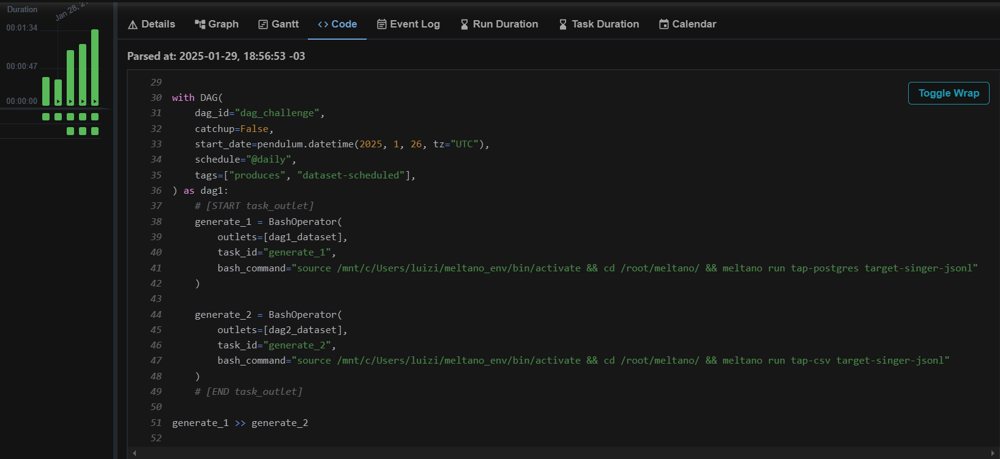 Duration
Jan 28,
00:01:34
00:00:47
00:00:00
Details
Graph
Gantt
<> Code
Event Log
Run Duration
Task Duration
Calendar
Parsed at: 2025-01-29, 18:56:53 -03
Toggle Wrap
29
30 with DAG(
31     dag_id="dag_challenge",
32     catchup=False,
33     start_date=pendulum.datetime(2025, 1, 26, tz="UTC"),
34     schedule="@daily",
35     tags=["produces", "dataset-scheduled"],
36 ) as dag1:
37     # [START task_outlet]
38     generate_1 = BashOperator(
39         outlets=[dag1_dataset],
40         task_id="generate_1",
41         bash_command="source /mnt/c/Users/luizi/meltano_env/bin/activate && cd /root/meltano/ && meltano run tap-postgres target-singer-jsonl"
42     )
43
44     generate_2 = BashOperator(
45         outlets=[dag2_dataset],
46         task_id="generate_2",
47         bash_command="source /mnt/c/Users/luizi/meltano_env/bin/activate && cd /root/meltano/ && meltano run tap-csv target-singer-jsonl"
48     )
49     # [END task_outlet]
50
51 generate_1 >> generate_2
52